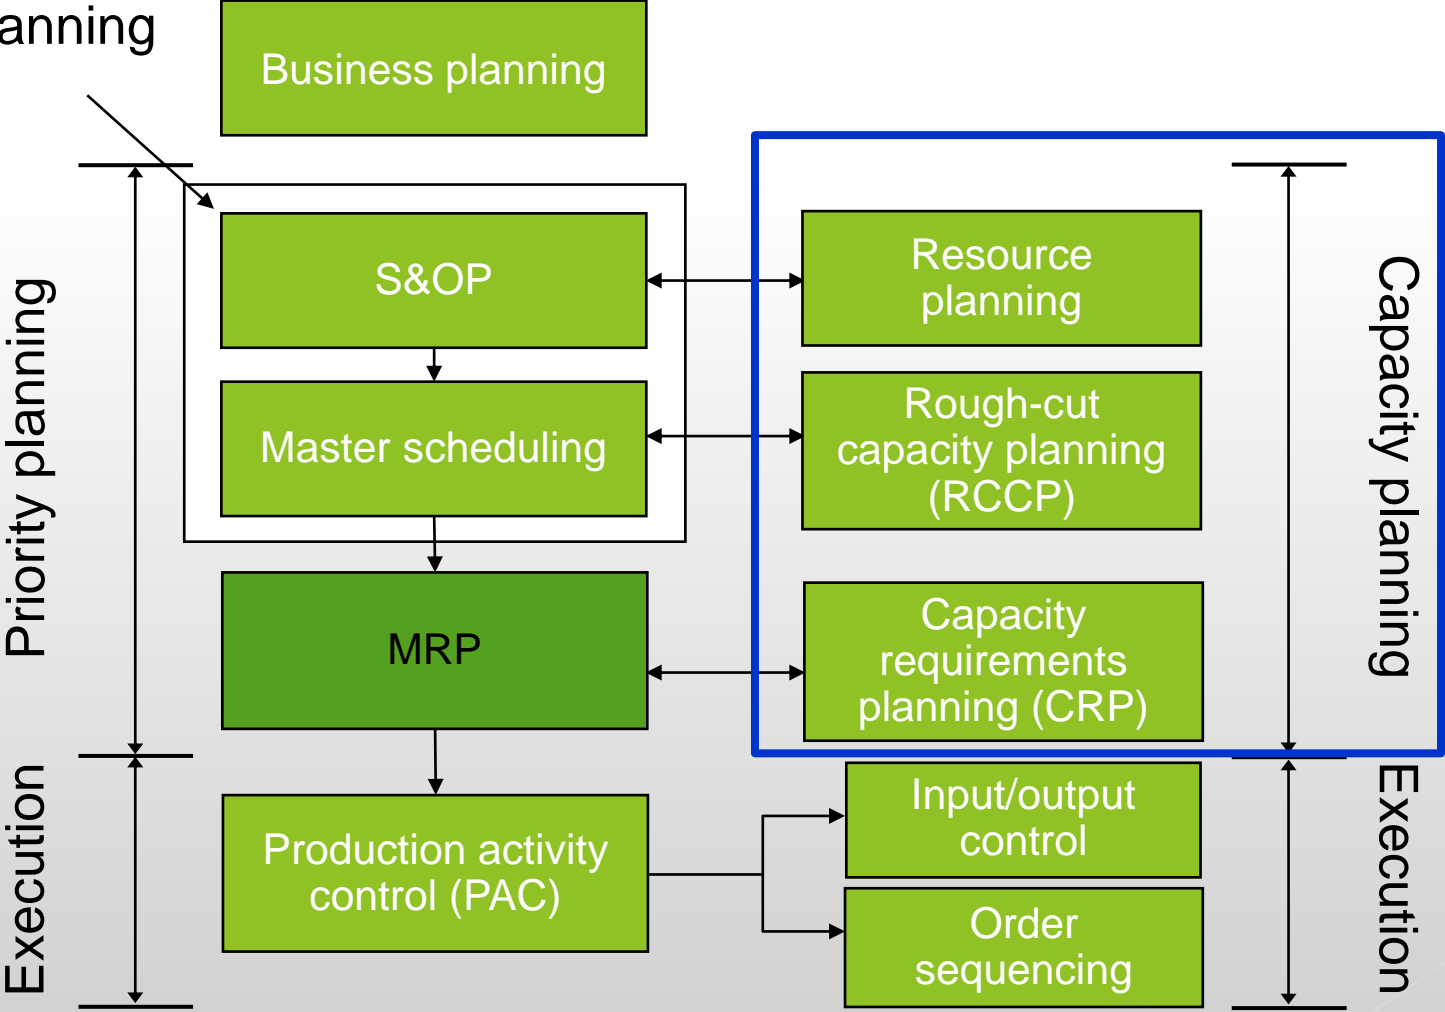 anning
Business planning
S&OP
Resource
planning
Master scheduling
Rough-cut
capacity planning
(RCCP)
MRP
Capacity
requirements
planning (CRP)
Production activity
control (PAC)
Input/output
control
Order
sequencing
Priority planning
Execution
Capacity planning
Execution